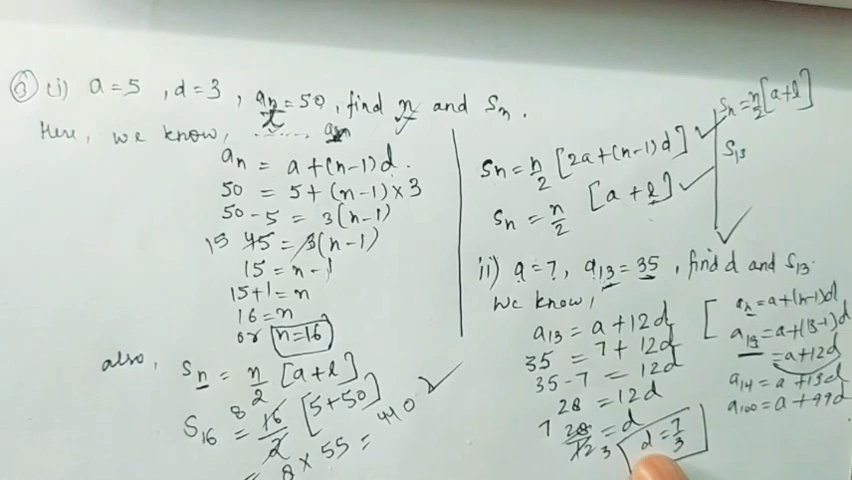 ③ (i) a = 5 , d = 3 , an = 50 , find n and Sn .
l
Here, we know, ........ an
an = a + (n-1)d.
50 = 5 + (n-1) × 3
50 - 5 = 3(n-1)
15 45 = 3(n-1)
15 = n - 1
15 + 1 = n
16 = n
or n = 16
also, Sn = n/2 [a + l]
S16 = 8 16/2 [5 + 50]
= 8 × 55 = 440
Sn = n/2 [2a + (n-1)d]
Sn = n/2 [a + l]
Sn = n/2 [a + l]
S13
ii) a = 7, a13 = 35 , find d and S13.
we know,
a13 = a + 12d
35 = 7 + 12d
35 - 7 = 12d
28 = 12d
7 28/12 3 = d
d = 7/3
[ an = a + (n-1)d
a13 = a + (13-1)d
= a + 12d
a14 = a + 13d
a100 = a + 99d